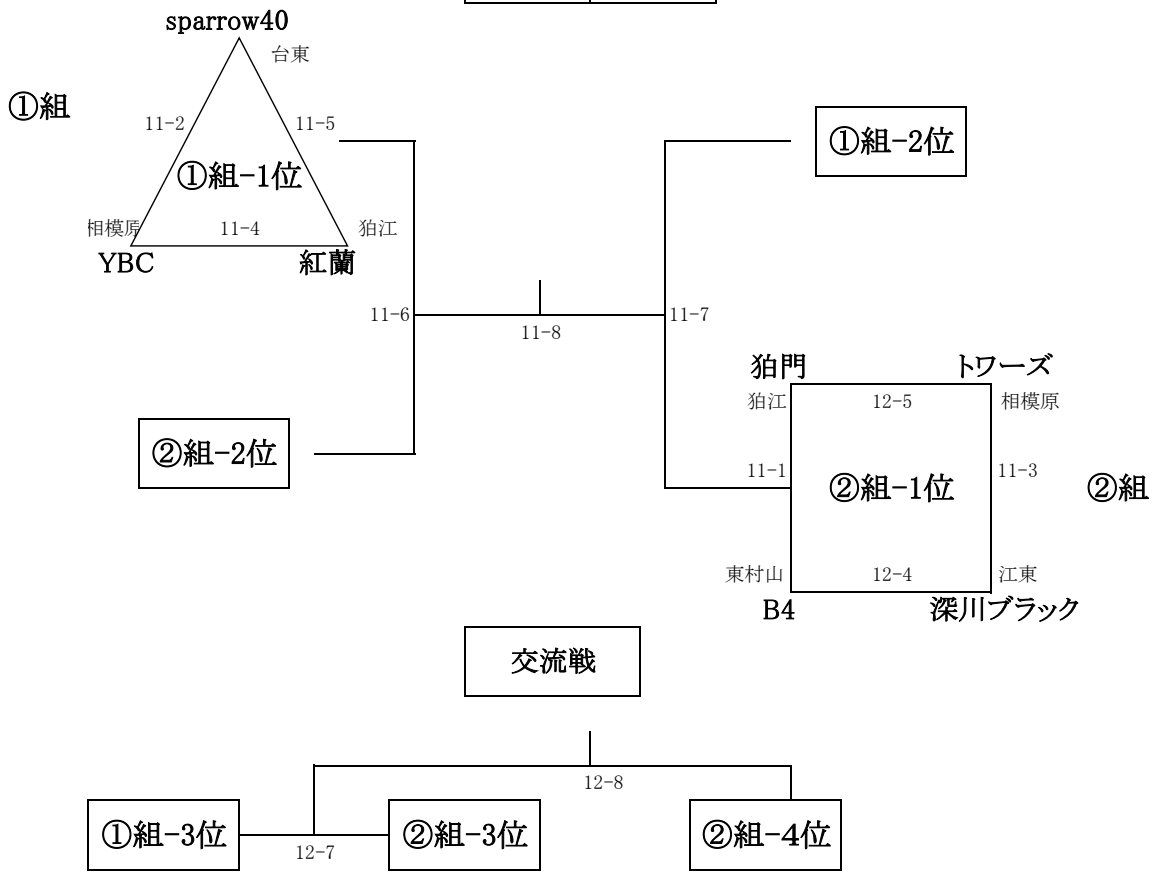 sparrow40
台東
①組
11-2
11-5
①組-1位
相模原
11-4
狛江
YBC
紅蘭
①組-2位
11-6
11-8
11-7
②組-2位
狛門
トワーズ
狛江
12-5
相模原
11-1
②組-1位
11-3
②組
東村山
12-4
江東
B4
深川ブラック
交流戦
12-8
①組-3位
②組-3位
②組-4位
12-7